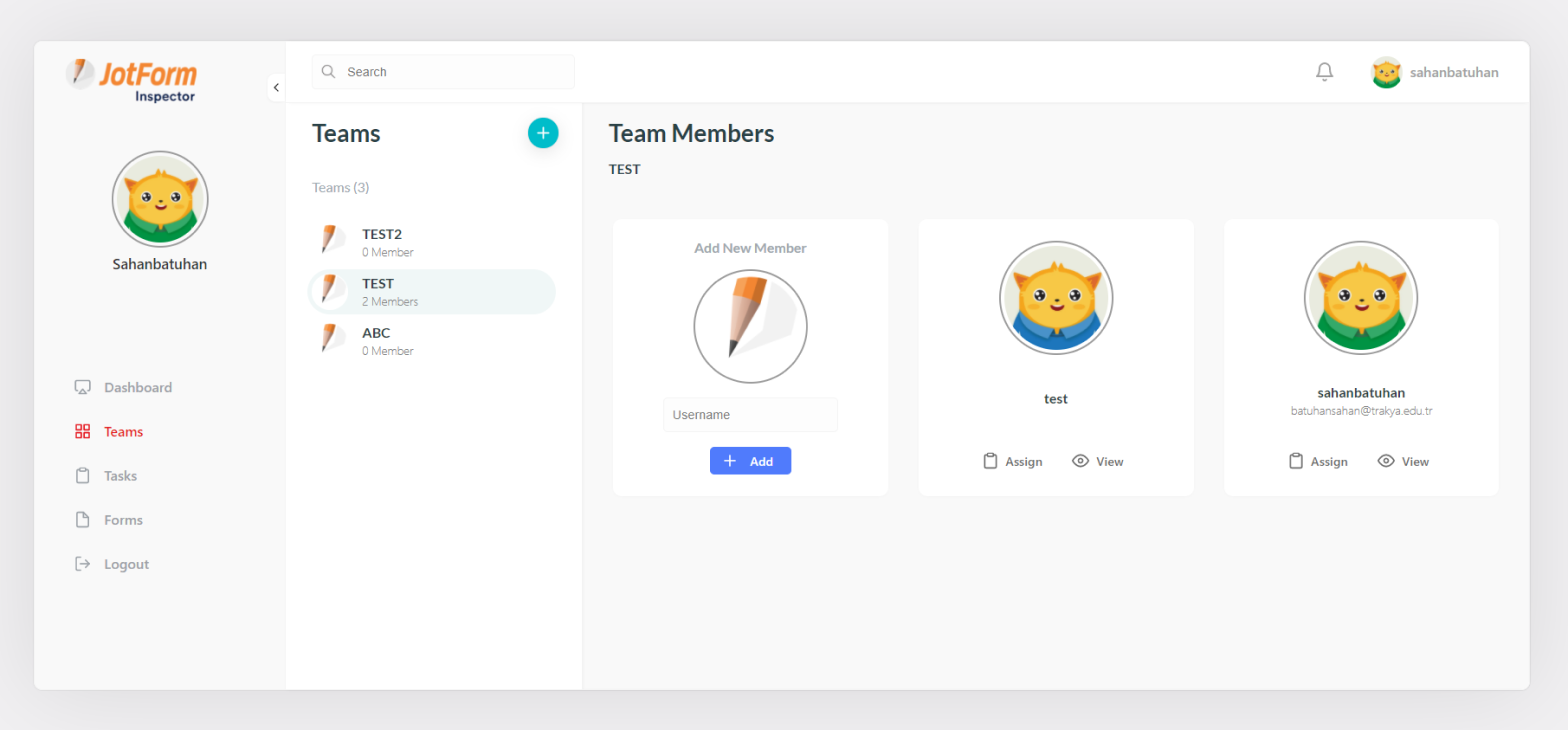 JotForm
Inspector
Sahanbatuhan
Dashboard
Teams
Tasks
Forms
Logout
Search
sahanbatuhan
Teams
Teams (3)
TEST2
0 Member
TEST
2 Members
ABC
0 Member
Team Members
TEST
Add New Member
Username
Add
test
Assign
View
sahanbatuhan
batuhansahan@trakya.edu.tr
Assign
View